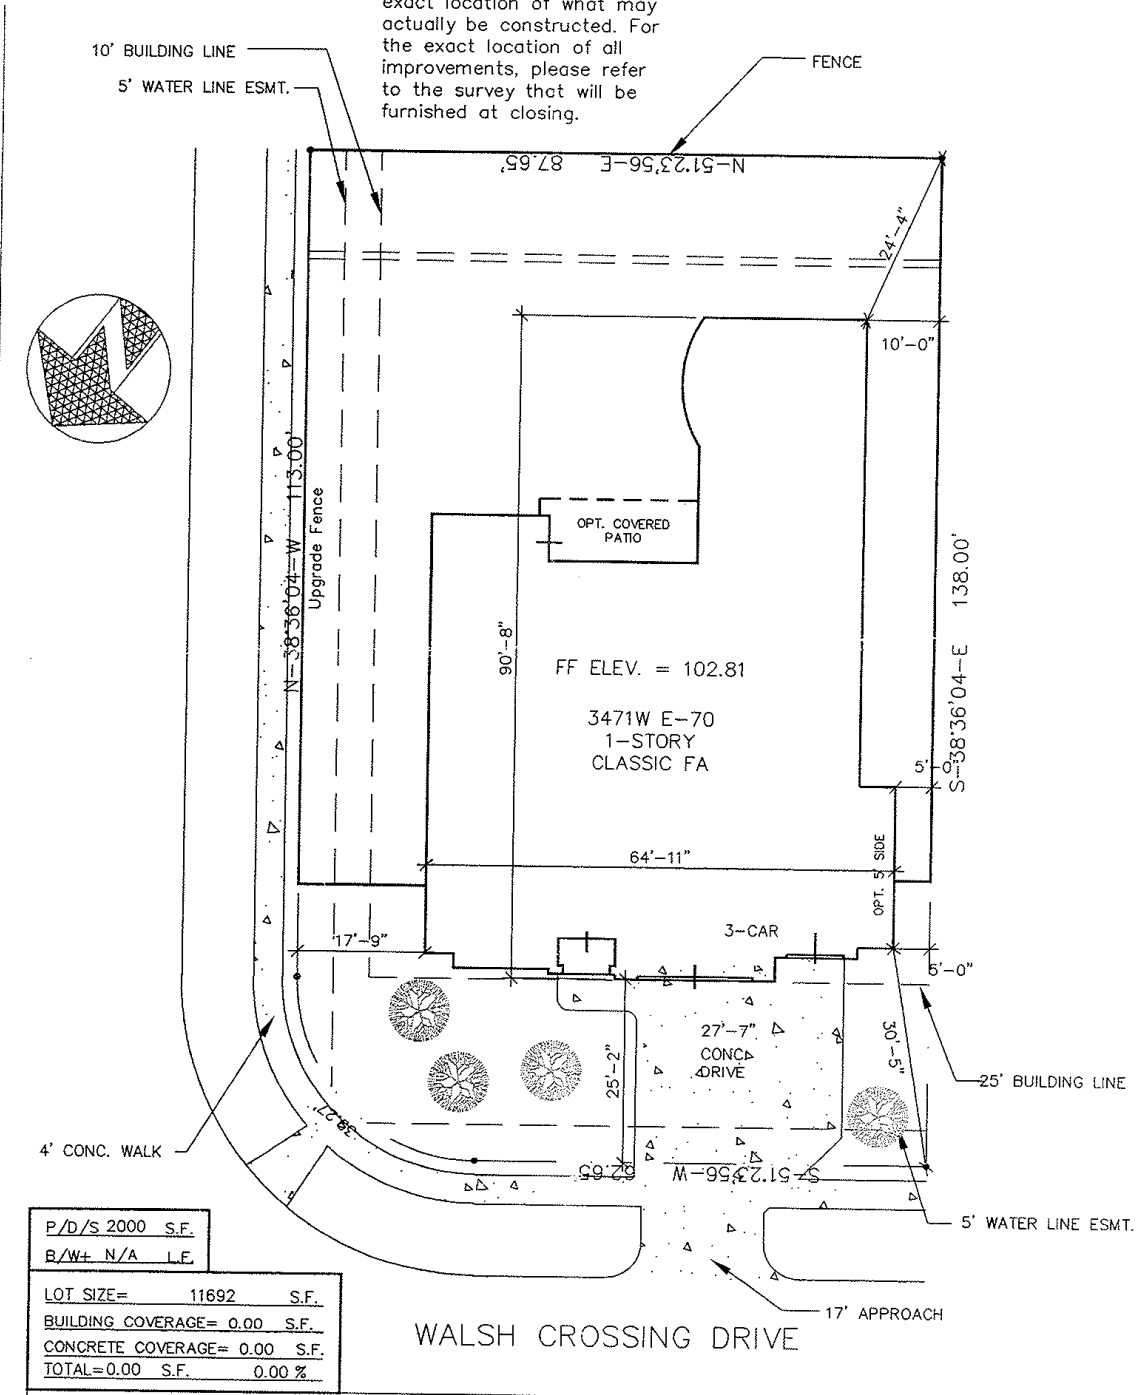 exact location of what may
actually be constructed. For
the exact location of all
improvements, please refer
to the survey that will be
furnished at closing.
10' BUILDING LINE
5' WATER LINE ESMT.
FENCE
N-51°23'56-E 87.65'
24'-4"
10'-0"
N-38°36'04-W 113.00'
Upgrade Fence
OPT. COVERED
PATIO
90'-8"
S-38°36'04-E 138.00'
FF ELEV. = 102.81
3471W E-70
1-STORY
CLASSIC FA
5'-0"
64'-11"
OPT. 5' SIDE
3-CAR
17'-9"
5'-0"
27'-7"
CONC.
DRIVE
25'-2"
30'-5"
25' BUILDING LINE
39.27'
4' CONC. WALK
S-51°23'56-W 62.65
5' WATER LINE ESMT.
17' APPROACH
WALSH CROSSING DRIVE
P/D/S 2000 S.F.
B/W+ N/A L.F.
LOT SIZE= 11692 S.F.
BUILDING COVERAGE= 0.00 S.F.
CONCRETE COVERAGE= 0.00 S.F.
TOTAL=0.00 S.F. 0.00 %